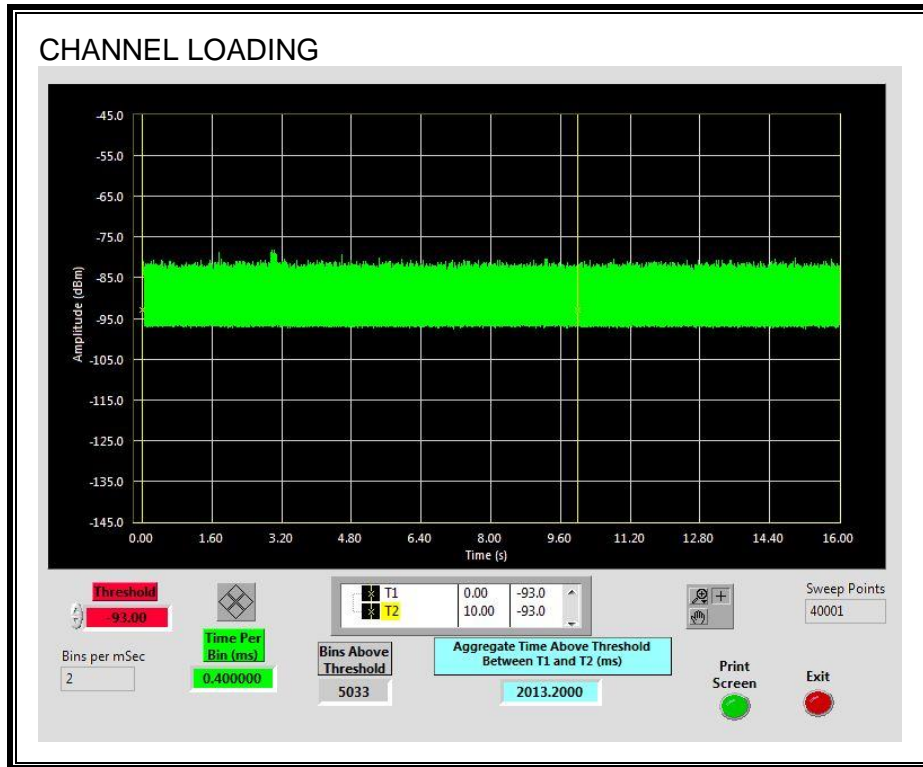 CHANNEL LOADING
Amplitude (dBm)
-45.0
-55.0
-65.0
-75.0
-85.0
-95.0
-105.0
-115.0
-125.0
-135.0
-145.0
0.00 1.60 3.20 4.80 6.40 8.00 9.60 11.20 12.80 14.40 16.00
Time (s)
Threshold
-93.00
Bins per mSec
2
Time Per
Bin (ms)
0.400000
T1 0.00 -93.0
T2 10.00 -93.0
Bins Above
Threshold
5033
Aggregate Time Above Threshold
Between T1 and T2 (ms)
2013.2000
Sweep Points
40001
Print
Screen
Exit